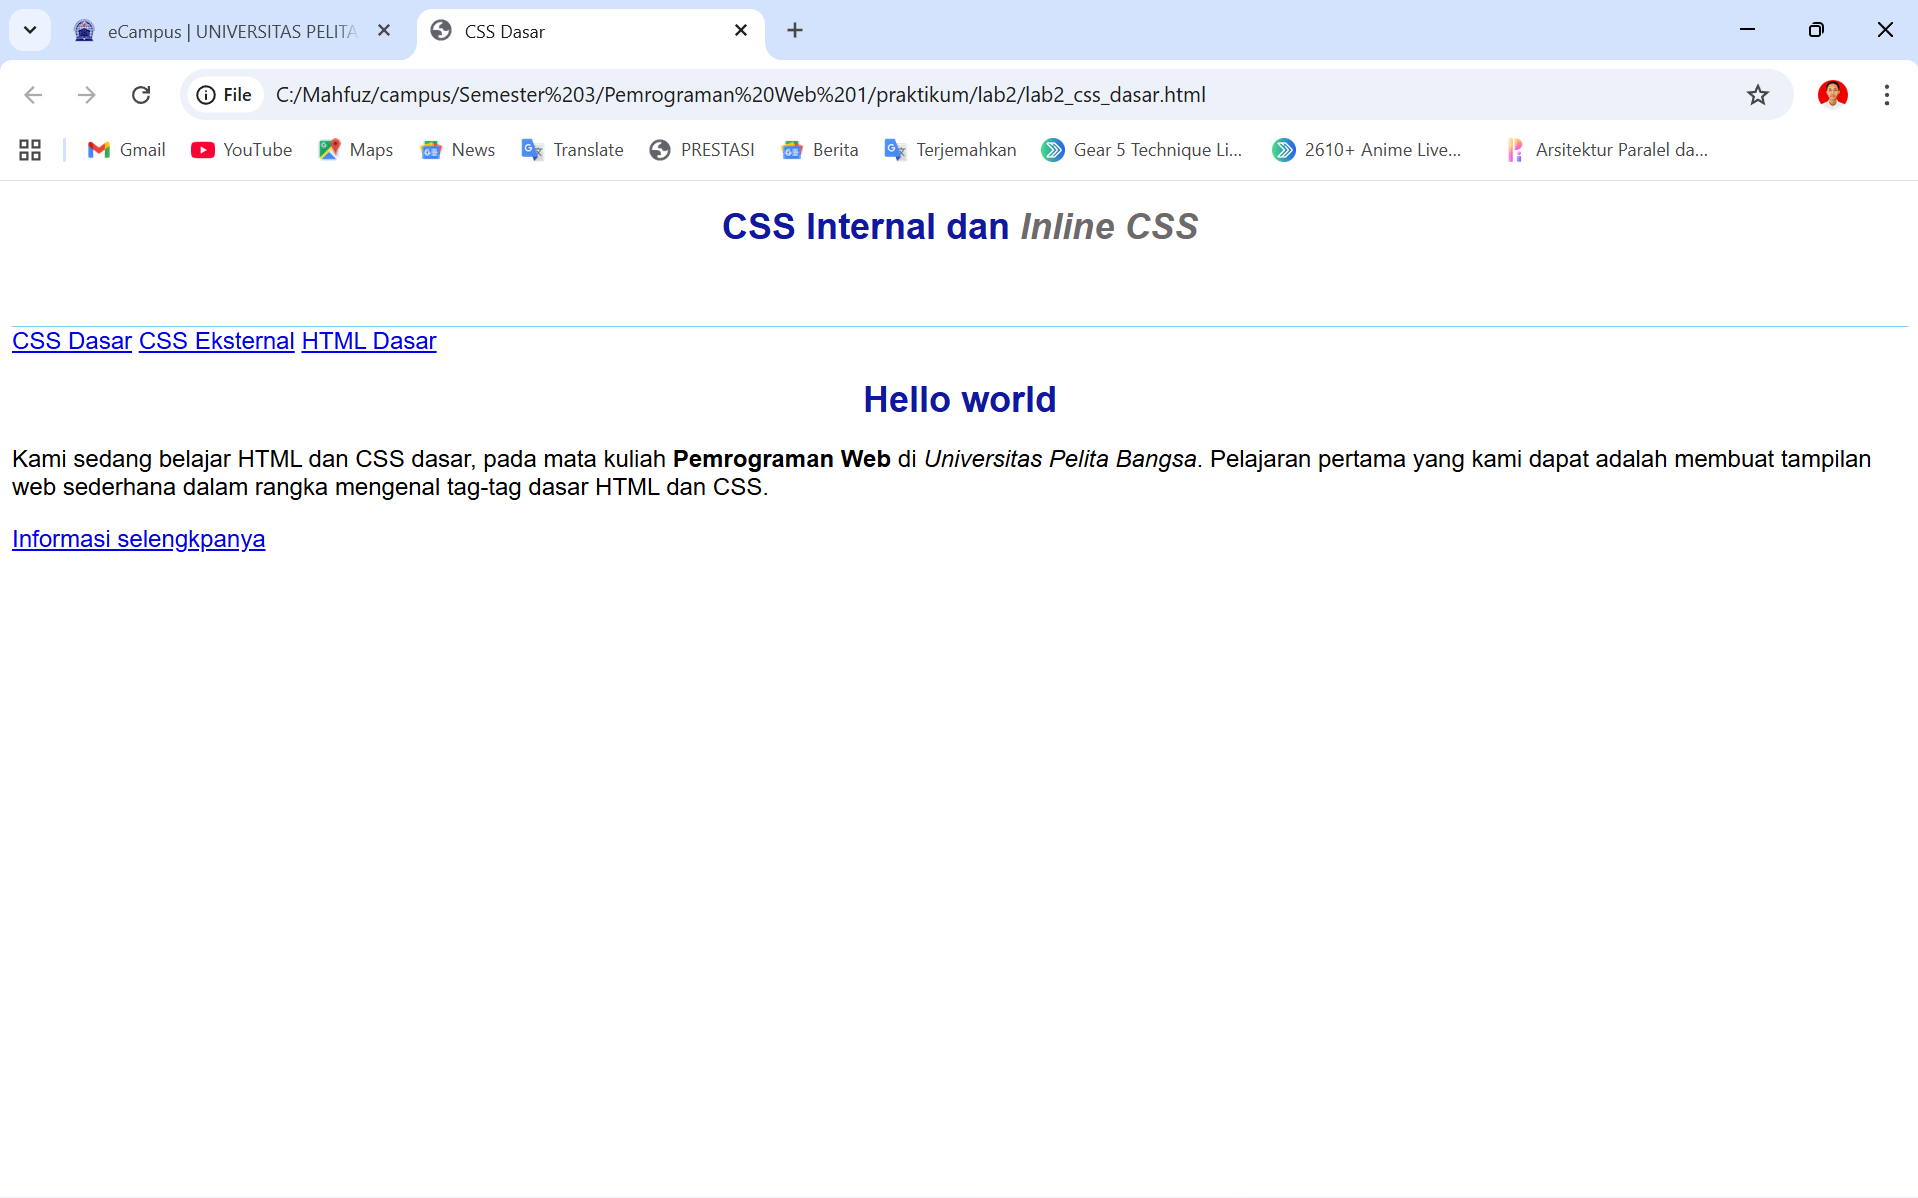 eCampus | UNIVERSITAS PELITA
CSS Dasar
File C:/Mahfuz/campus/Semester%203/Pemrograman%20Web%201/praktikum/lab2/lab2_css_dasar.html
Gmail YouTube Maps News Translate PRESTASI Berita Terjemahkan Gear 5 Technique Li... 2610+ Anime Live... Arsitektur Paralel da...
CSS Internal dan Inline CSS
CSS Dasar CSS Eksternal HTML Dasar
Hello world
Kami sedang belajar HTML dan CSS dasar, pada mata kuliah Pemrograman Web di Universitas Pelita Bangsa. Pelajaran pertama yang kami dapat adalah membuat tampilan
web sederhana dalam rangka mengenal tag-tag dasar HTML dan CSS.
Informasi selengkpanya